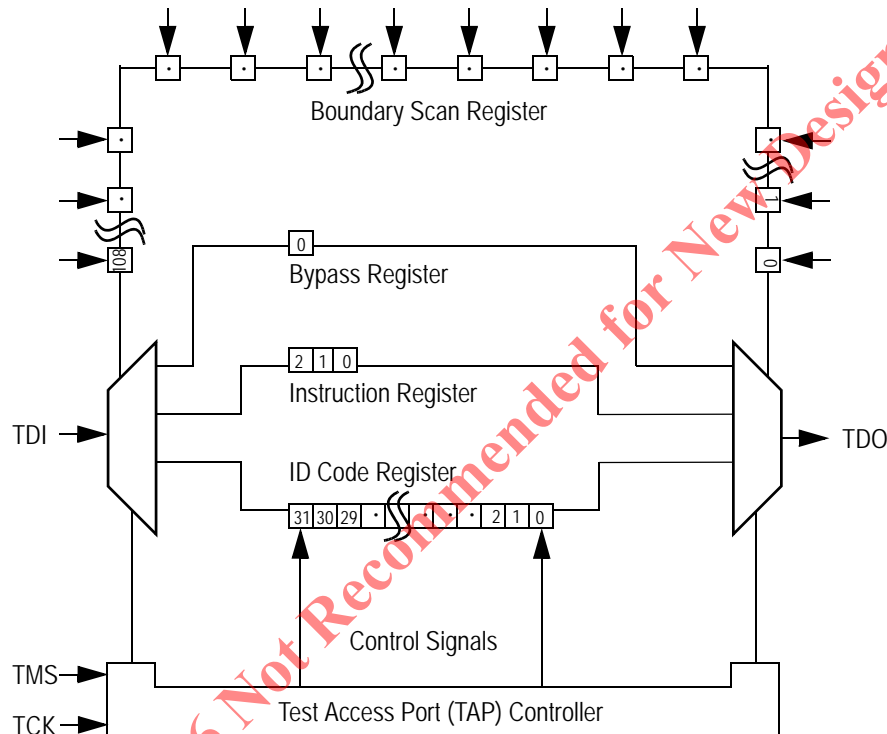 Boundary Scan Register
1
108
0
0
Bypass Register
2 1 0
Instruction Register
TDI
TDO
ID Code Register
31 30 29 · · · · 2 1 0
Control Signals
TMS
Test Access Port (TAP) Controller
TCK
6 Not Recommended for New Design